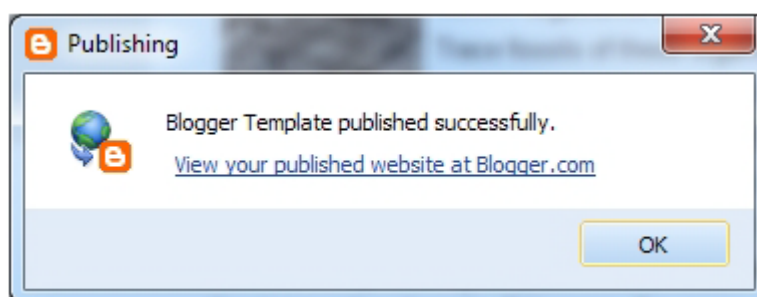 Publishing
Blogger Template published successfully.
View your published website at Blogger.com
OK